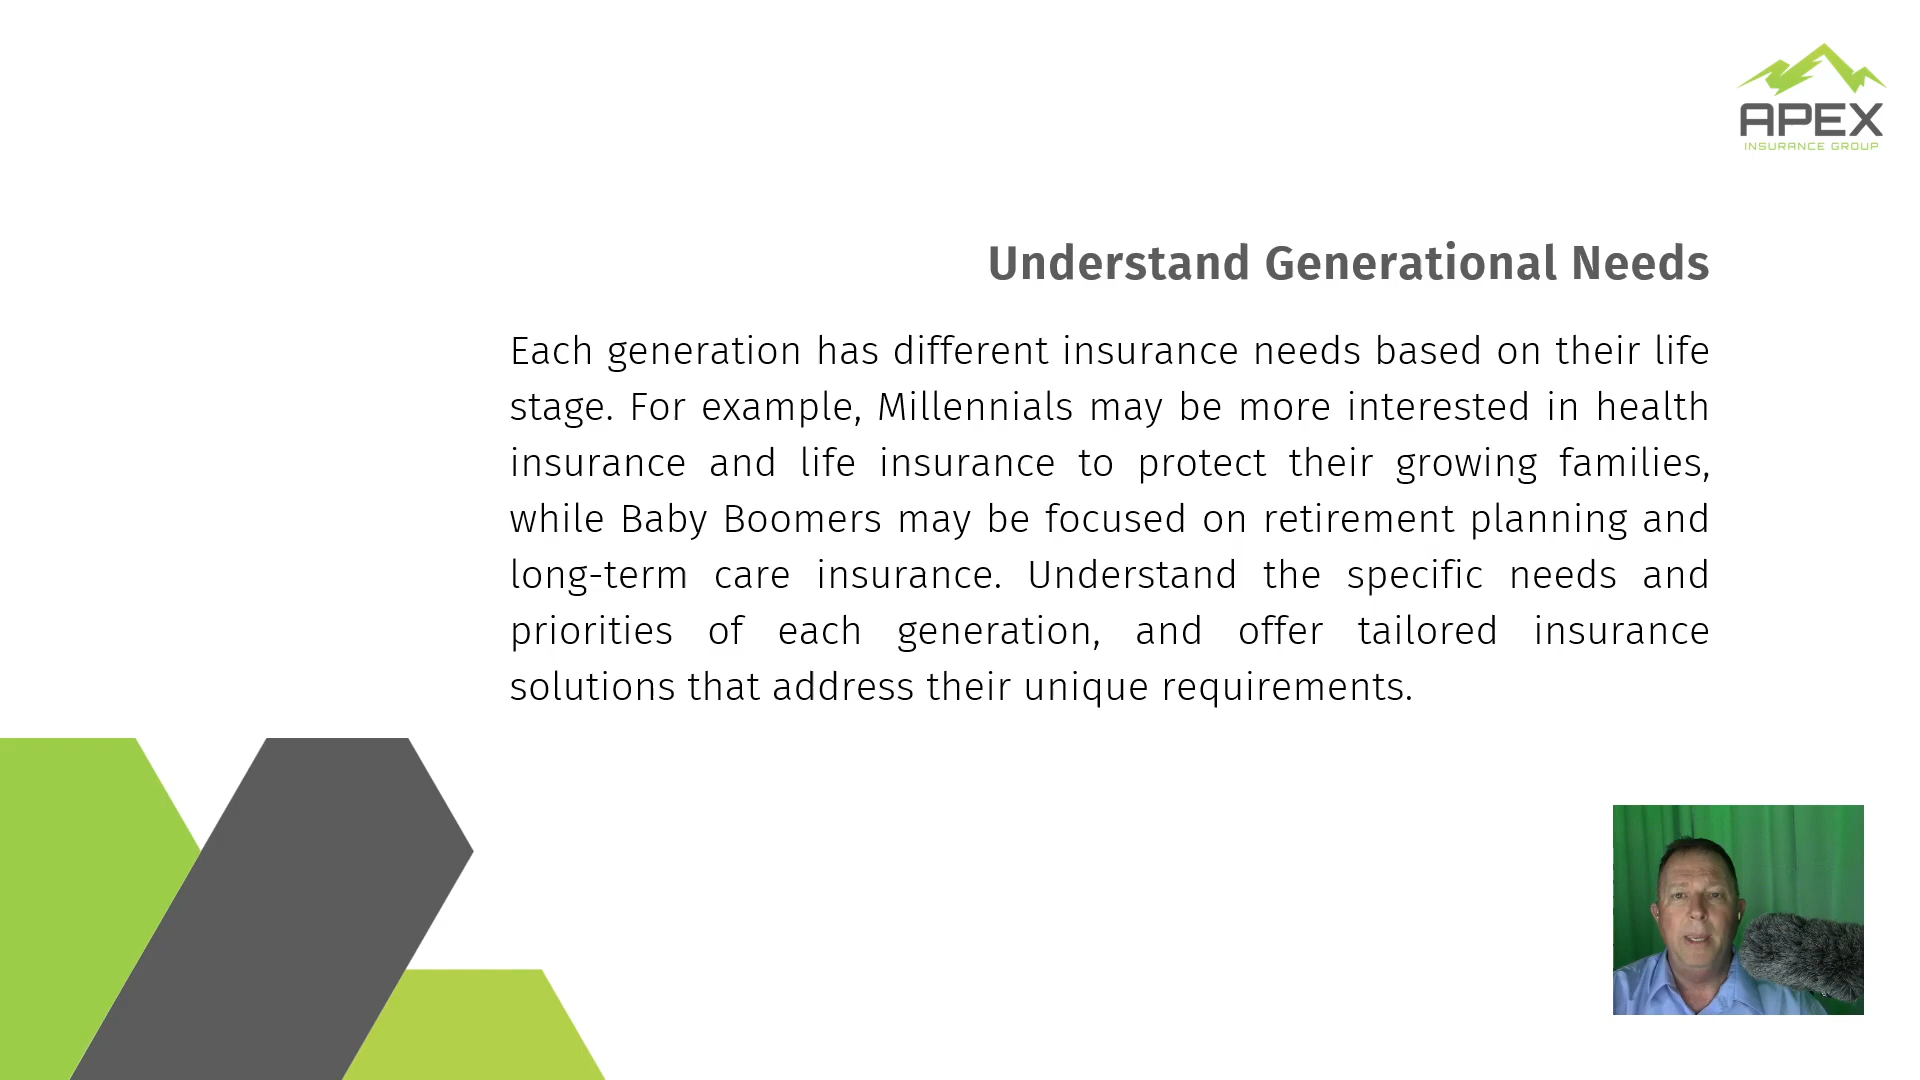 APEX
INSURANCE GROUP
Understand Generational Needs
Each generation has different insurance needs based on their life
stage. For example, Millennials may be more interested in health
insurance and life insurance to protect their growing families,
while Baby Boomers may be focused on retirement planning and
long-term care insurance. Understand the specific needs and
priorities of each generation, and offer tailored insurance
solutions that address their unique requirements.